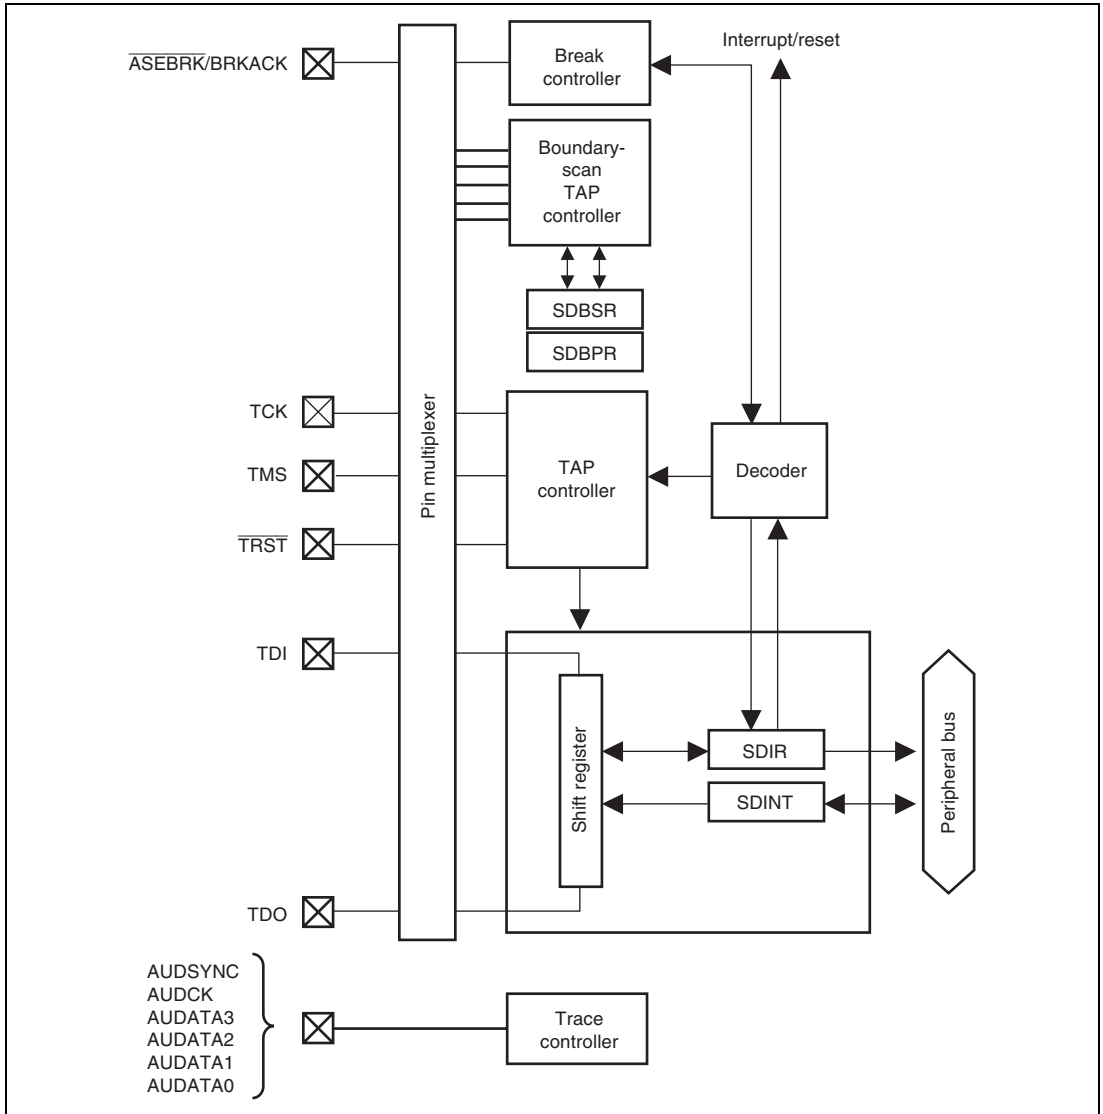 Interrupt/reset
ASEBRK/BRKACK
Break
controller
Boundary-
scan
TAP
controller
SDBSR
SDBPR
Pin multiplexer
TCK
TMS
TRST
TAP
controller
Decoder
TDI
Shift register
SDIR
SDINT
Peripheral bus
TDO
AUDSYNC
AUDCK
AUDATA3
AUDATA2
AUDATA1
AUDATA0
Trace
controller